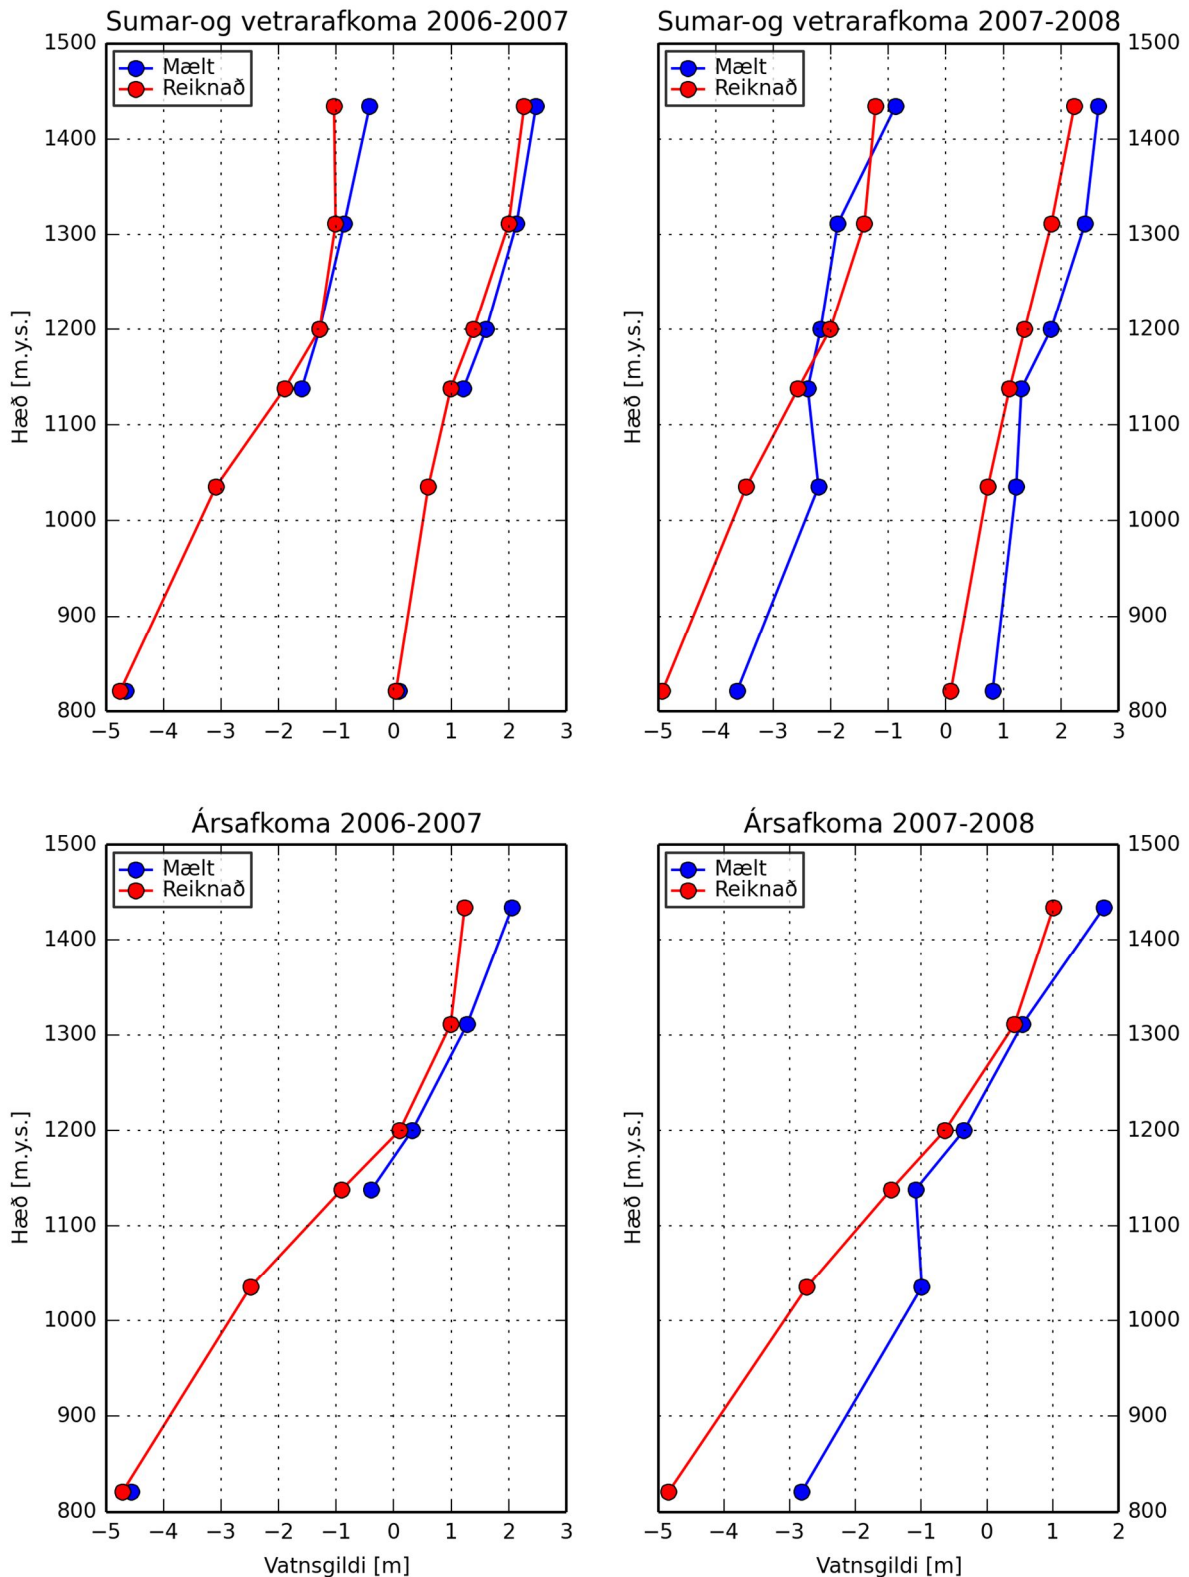 Sumar-og vetrarafkoma 2006-2007
Mælt
Reiknað
Hæð [m.y.s.]
1500
1400
1300
1200
1100
1000
900
800
−5 −4 −3 −2 −1 0 1 2 3
Sumar-og vetrarafkoma 2007-2008
Mælt
Reiknað
Hæð [m.y.s.]
1500
1400
1300
1200
1100
1000
900
800
−5 −4 −3 −2 −1 0 1 2 3
Ársafkoma 2006-2007
Mælt
Reiknað
Hæð [m.y.s.]
1500
1400
1300
1200
1100
1000
900
800
−5 −4 −3 −2 −1 0 1 2 3
Vatnsgildi [m]
Ársafkoma 2007-2008
Mælt
Reiknað
Hæð [m.y.s.]
1500
1400
1300
1200
1100
1000
900
800
−5 −4 −3 −2 −1 0 1 2
Vatnsgildi [m]